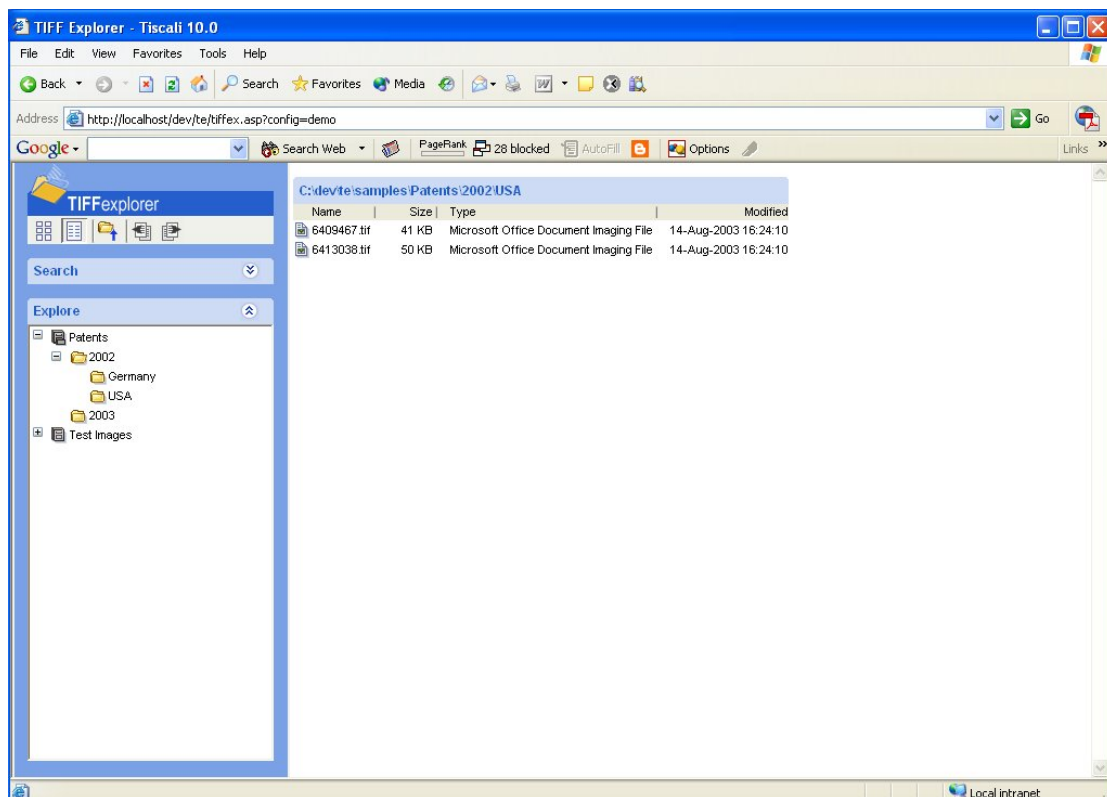 TIFF Explorer - Tiscali 10.0
File Edit View Favorites Tools Help
Back Search Favorites Media
Address http://localhost/dev/te/tiffex.asp?config=demo Go
Google Search Web PageRank 28 blocked AutoFill Options Links »
TIFFexplorer
C:\dev\te\samples\Patents\2002\USA
Name Size Type Modified
6409467.tif 41 KB Microsoft Office Document Imaging File 14-Aug-2003 16:24:10
6413038.tif 50 KB Microsoft Office Document Imaging File 14-Aug-2003 16:24:10
Search
Explore
Patents
2002
Germany
USA
2003
Test Images
Local intranet